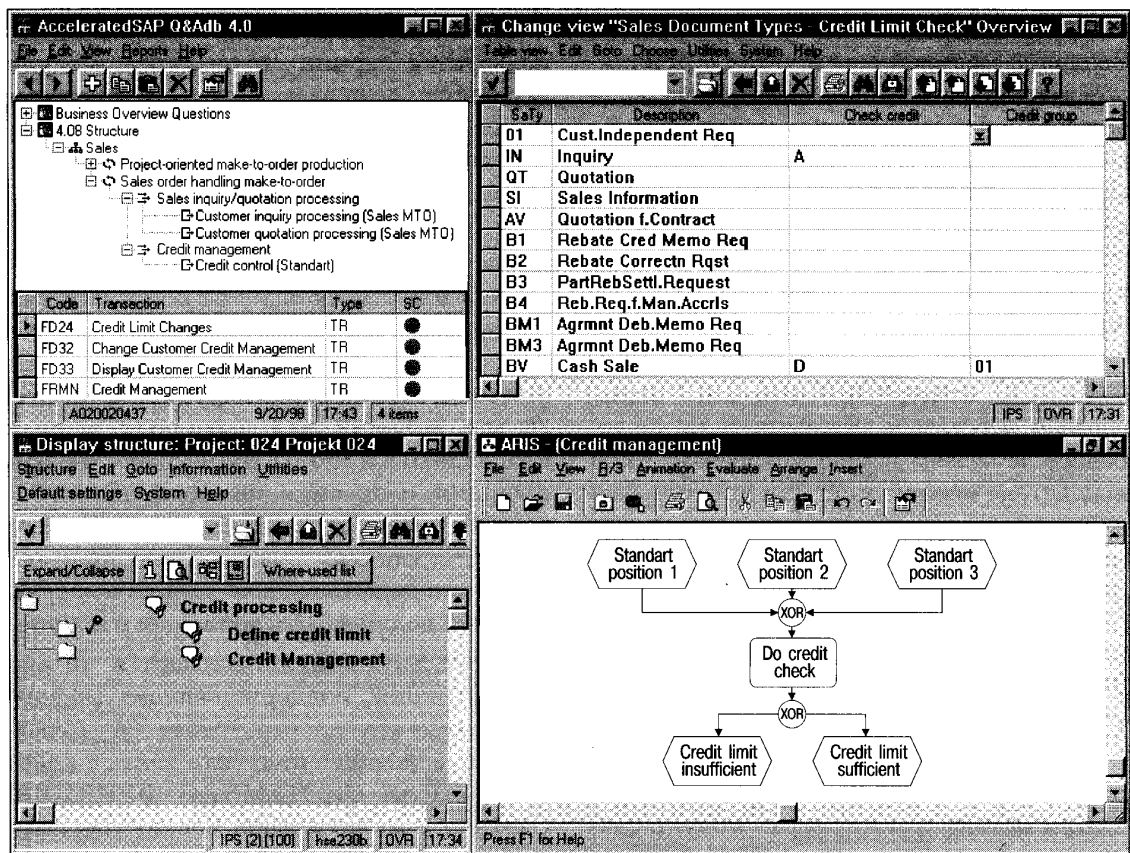 AcceleratedSAP Q&Adb 4.0
File Edit View Reports Help
Business Overview Questions
4.0B Structure
Sales
Project-oriented make-to-order production
Sales order handling make-to-order
Sales inquiry/quotation processing
Customer inquiry processing (Sales MTO)
Customer quotation processing (Sales MTO)
Credit management
Credit control (Standart)
Code Transaction Type SC
FD24 Credit Limit Changes TR
FD32 Change Customer Credit Management TR
FD33 Display Customer Credit Management TR
FRMN Credit Management TR
A020020437 9/20/98 17:43 4 items
Change view "Sales Document Types - Credit Limit Check" Overview
Table view Edit Goto Choose Utilities System Help
SaTy Description Check credit Credit group
01 Cust.Independent Req
IN Inquiry A
QT Quotation
SI Sales Information
AV Quotation f.Contract
B1 Rebate Cred Memo Req
B2 Rebate Correctn Rqst
B3 PartRebSettl.Request
B4 Reb.Req.f.Man.Accrls
BM1 Agrmnt Deb.Memo Req
BM3 Agrmnt Deb.Memo Req
BV Cash Sale D 01
IPS OVR 17:31
Display structure: Project: 024 Projekt 024
Structure Edit Goto Information Utilities
Default settings System Help
Expand/Collapse Where-used list
Credit processing
Define credit limit
Credit Management
IPS (2) (100) hse230b OVR 17:34
ARIS - (Credit management)
File Edit View R/3 Animation Evaluate Arrange Insert
Standart position 1
Standart position 2
Standart position 3
XOR
Do credit check
XOR
Credit limit insufficient
Credit limit sufficient
Press F1 for Help